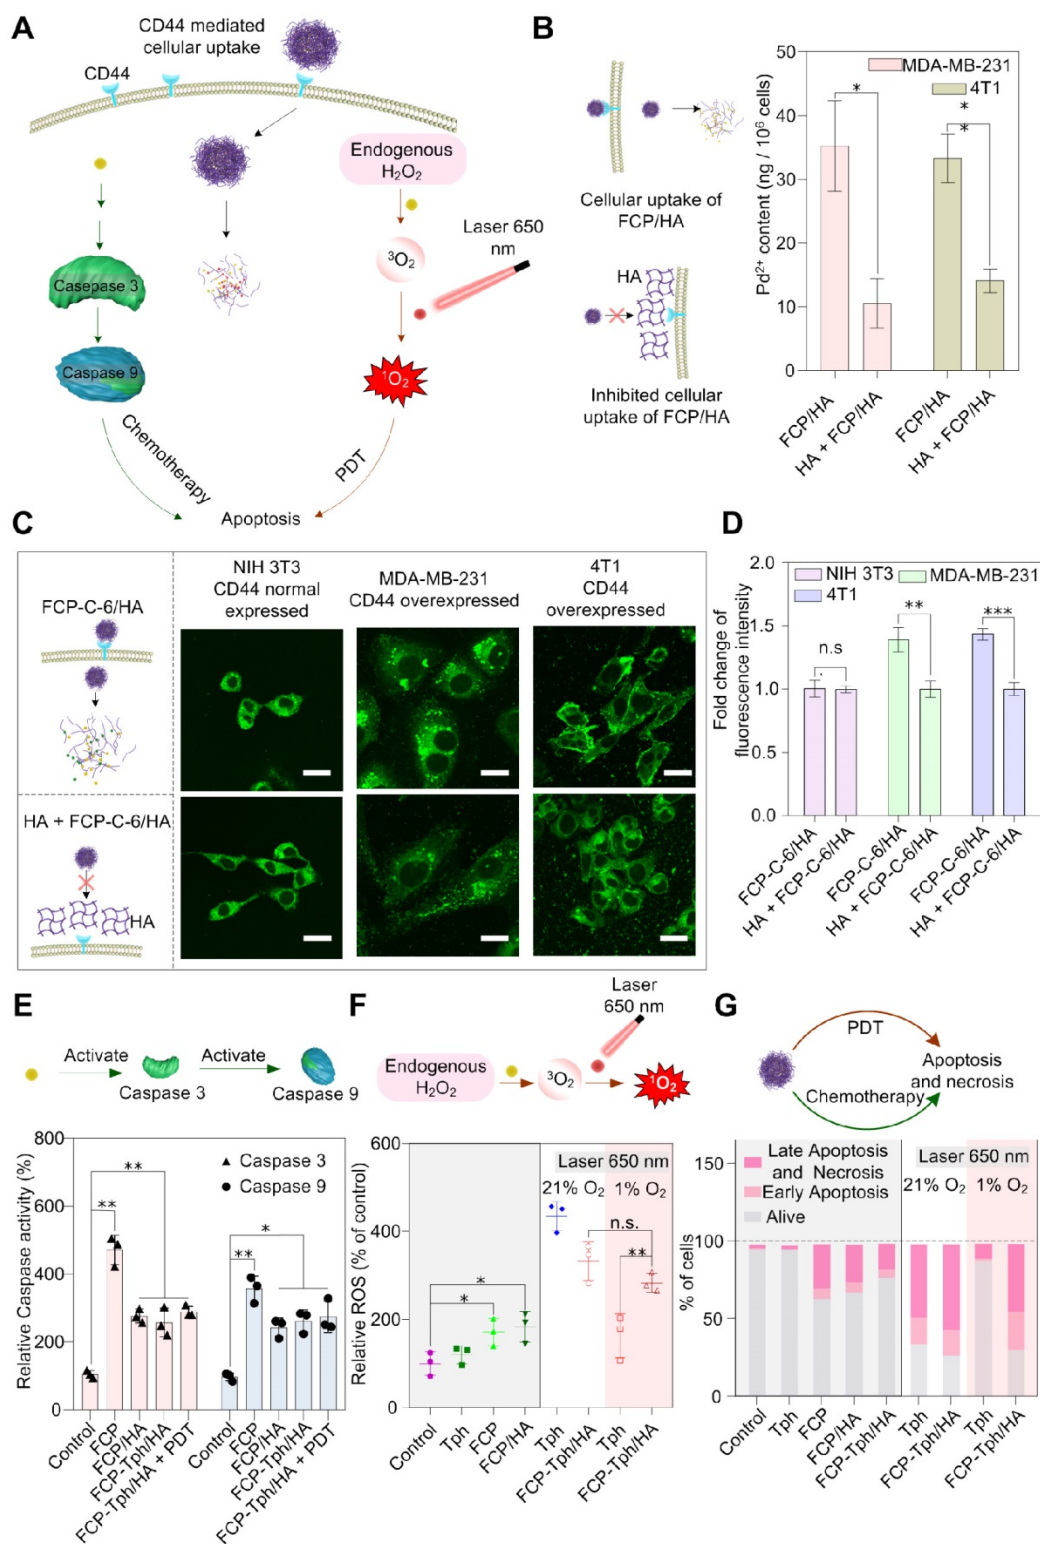 A
CD44 mediated
cellular uptake
CD44
Endogenous
H₂O₂
Laser 650
nm
³O₂
Casepase 3
Caspase 9
¹O₂
Chemotherapy
PDT
Apoptosis
B
Cellular uptake of
FCP/HA
HA
Inhibited cellular
uptake of FCP/HA
Pd²⁺ content (ng / 10⁶ cells)
50
40
30
20
10
0
MDA-MB-231
4T1
*
*
*
FCP/HA
HA + FCP/HA
FCP/HA
HA + FCP/HA
C
NIH 3T3
CD44 normal
expressed
MDA-MB-231
CD44 overexpressed
4T1
CD44
overexpressed
FCP-C-6/HA
HA + FCP-C-6/HA
HA
D
Fold change of
fluorescence intensity
2.0
1.5
1.0
0.5
0.0
NIH 3T3
MDA-MB-231
4T1
n.s
**
***
FCP-C-6/HA
HA + FCP-C-6/HA
FCP-C-6/HA
HA + FCP-C-6/HA
FCP-C-6/HA
HA + FCP-C-6/HA
E
Activate
Activate
Caspase 3
Caspase 9
Relative Caspase activity (%)
800
600
400
200
0
Caspase 3
Caspase 9
**
**
*
**
Control
FCP
FCP/HA
FCP-Tph/HA
FCP-Tph/HA + PDT
Control
FCP
FCP/HA
FCP-Tph/HA
FCP-Tph/HA + PDT
F
Laser
650 nm
Endogenous
H₂O₂
³O₂
¹O₂
Relative ROS (% of control)
600
400
200
0
Laser 650 nm
21% O₂
1% O₂
n.s.
**
*
*
Control
Tph
FCP
FCP/HA
Tph
FCP-Tph/HA
Tph
FCP-Tph/HA
G
PDT
Apoptosis
and necrosis
Chemotherapy
% of cells
150
100
50
0
Late Apoptosis
and Necrosis
Early Apoptosis
Alive
Laser 650 nm
21% O₂
1% O₂
Control
Tph
FCP
FCP/HA
FCP-Tph/HA
Tph
FCP-Tph/HA
Tph
FCP-Tph/HA